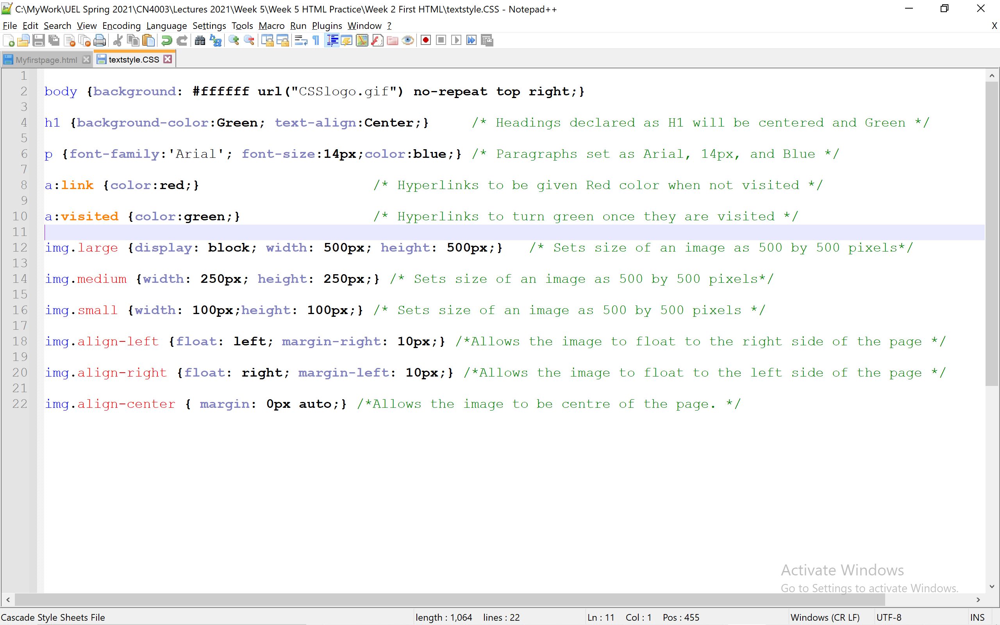 C:\MyWork\UEL Spring 2021\CN4003\Lectures 2021\Week 5\Week 5 HTML Practice\Week 2 First HTML\textstyle.CSS - Notepad++
File Edit Search View Encoding Language Settings Tools Macro Run Plugins Window ? X
Myfirstpage.html textstyle.CSS
1
2 body {background: #ffffff url("CSSlogo.gif") no-repeat top right;}
3
4 h1 {background-color:Green; text-align:Center;} /* Headings declared as H1 will be centered and Green */
5
6 p {font-family:'Arial'; font-size:14px;color:blue;} /* Paragraphs set as Arial, 14px, and Blue */
7
8 a:link {color:red;} /* Hyperlinks to be given Red color when not visited */
9
10 a:visited {color:green;} /* Hyperlinks to turn green once they are visited */
11
12 img.large {display: block; width: 500px; height: 500px;} /* Sets size of an image as 500 by 500 pixels*/
13
14 img.medium {width: 250px; height: 250px;} /* Sets size of an image as 500 by 500 pixels*/
15
16 img.small {width: 100px;height: 100px;} /* Sets size of an image as 500 by 500 pixels */
17
18 img.align-left {float: left; margin-right: 10px;} /*Allows the image to float to the right side of the page */
19
20 img.align-right {float: right; margin-left: 10px;} /*Allows the image to float to the left side of the page */
21
22 img.align-center { margin: 0px auto;} /*Allows the image to be centre of the page. */
Activate Windows
Go to Settings to activate Windows.
Cascade Style Sheets File length : 1,064 lines : 22 Ln : 11 Col : 1 Pos : 455 Windows (CR LF) UTF-8 INS